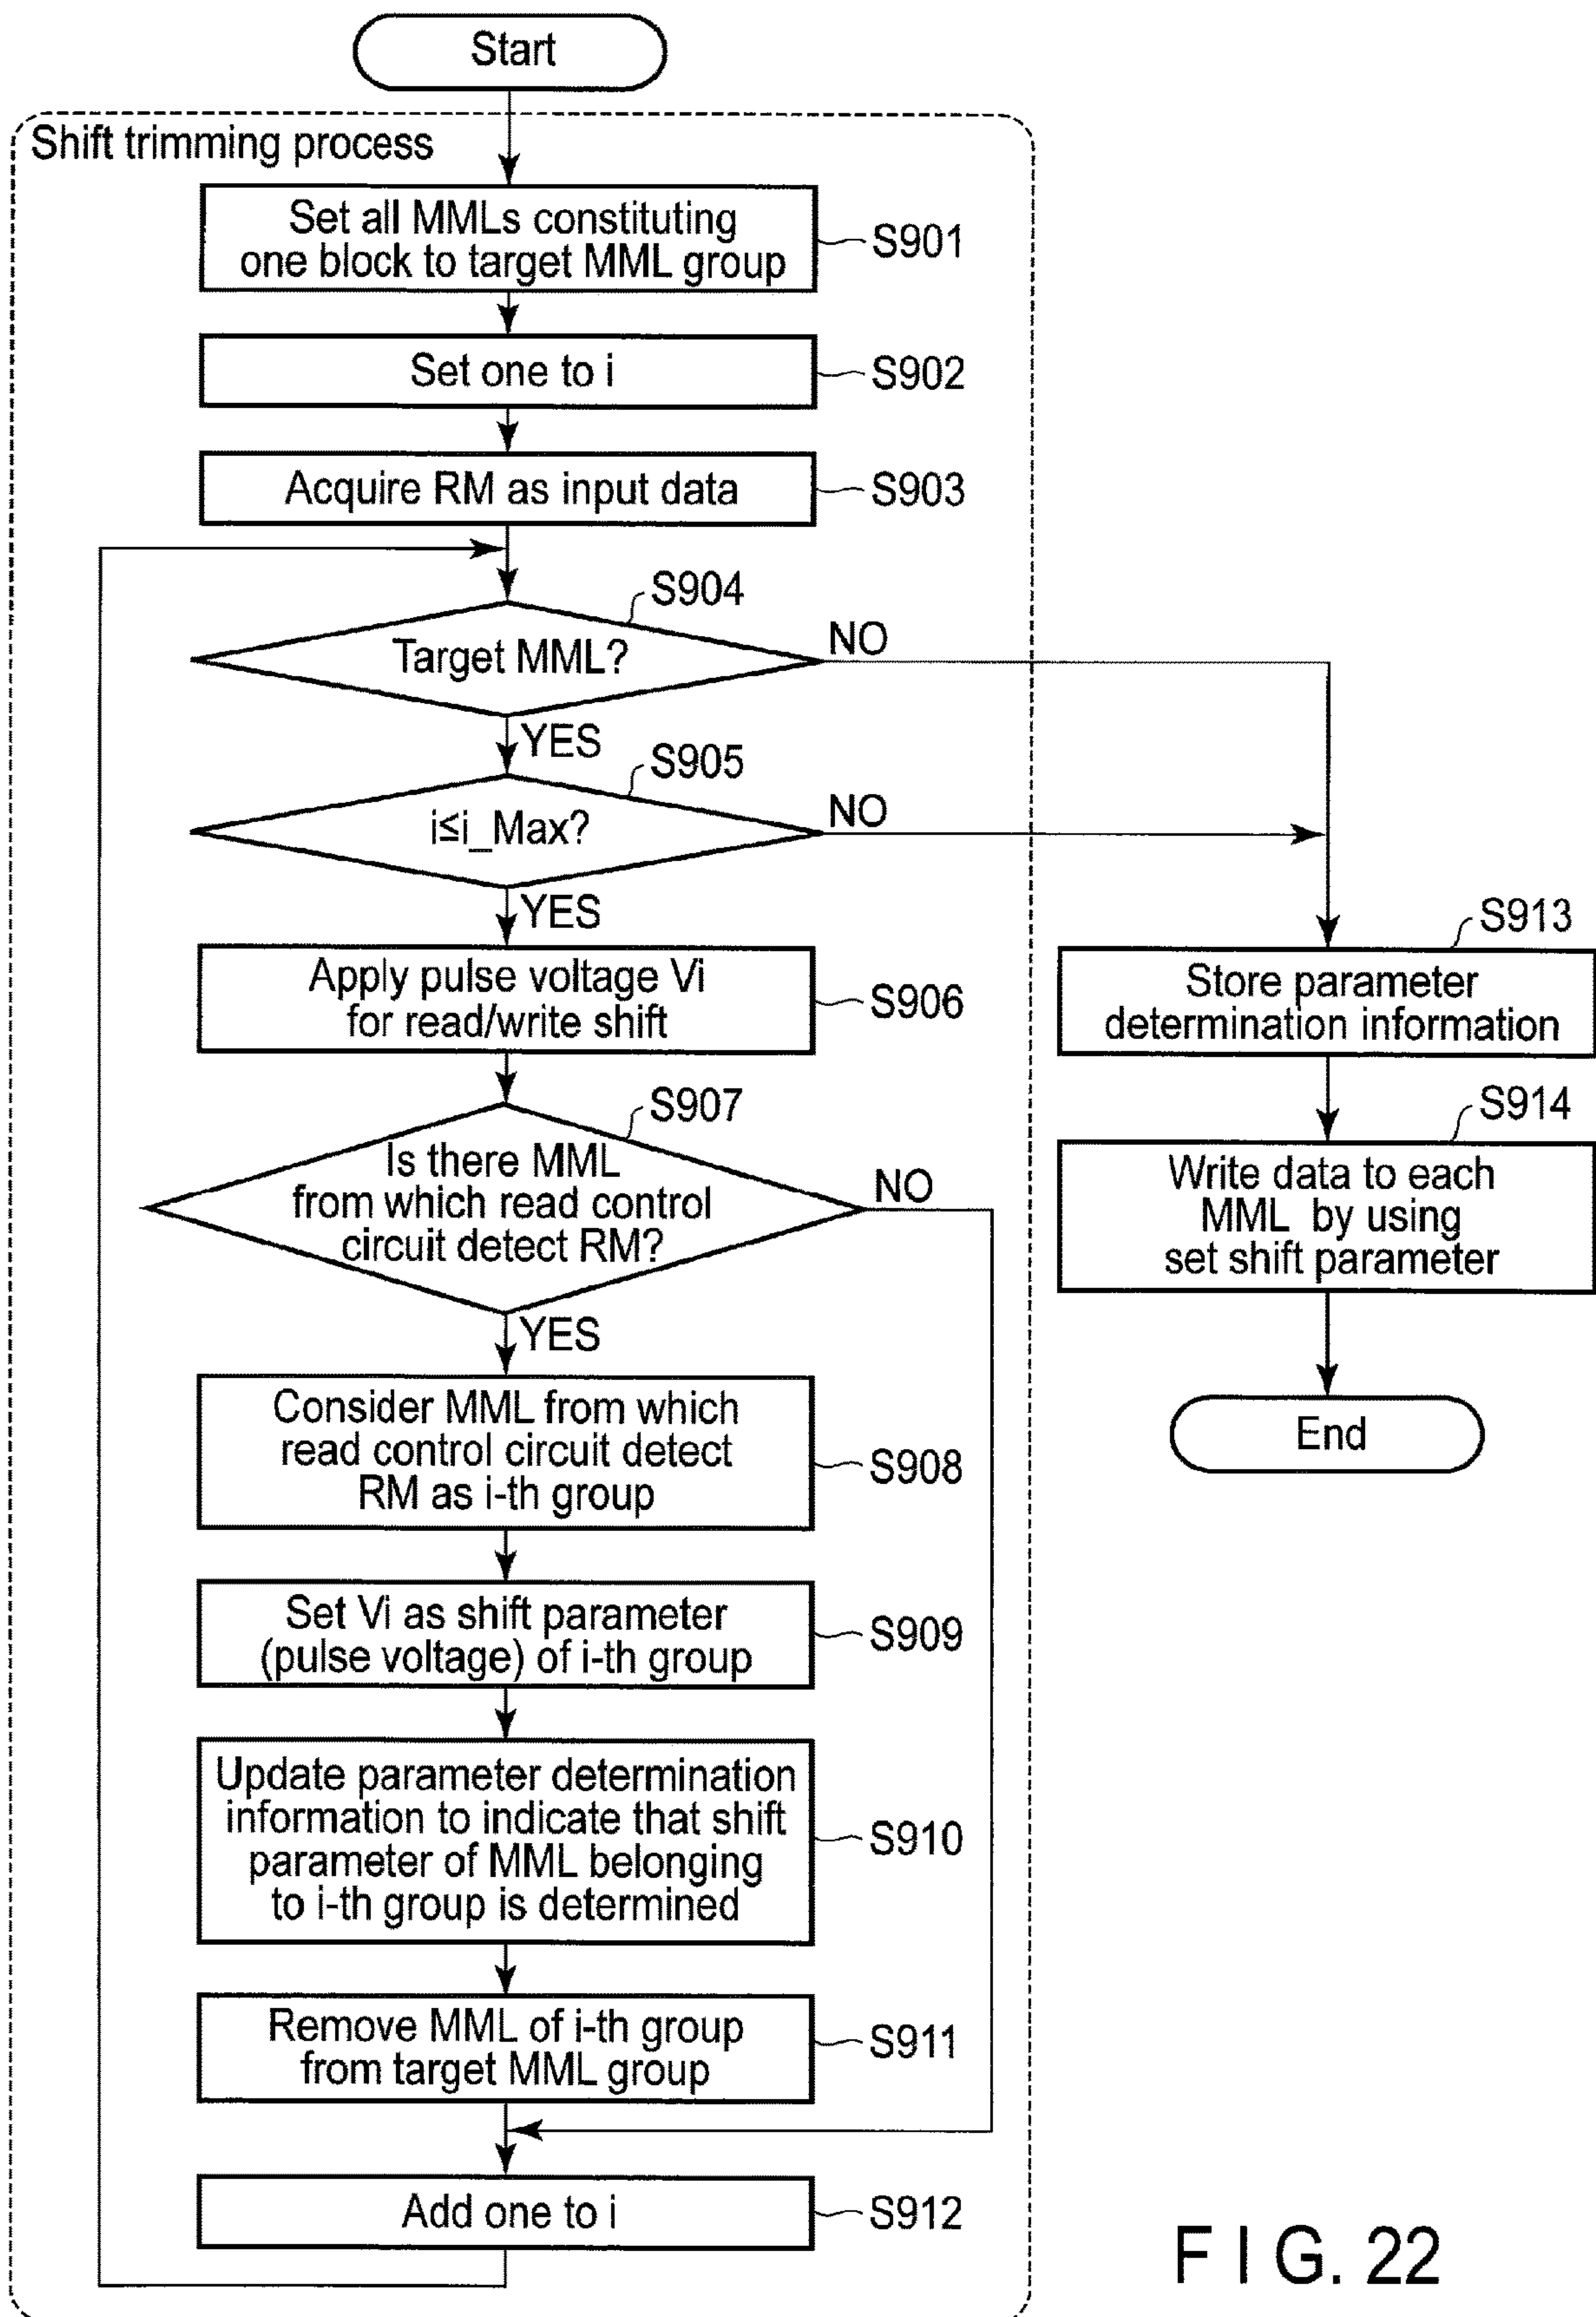 Start
Shift trimming process
Set all MMLs constituting
one block to target MML group
S901
Set one to i
S902
Acquire RM as input data
S903
S904
Target MML?
NO
YES
S905
i≤i_Max?
NO
YES
Apply pulse voltage Vi
for read/write shift
S906
S907
Is there MML
from which read control
circuit detect RM?
NO
YES
Consider MML from which
read control circuit detect
RM as i-th group
S908
Set Vi as shift parameter
(pulse voltage) of i-th group
S909
Update parameter determination
information to indicate that shift
parameter of MML belonging
to i-th group is determined
S910
Remove MML of i-th group
from target MML group
S911
Add one to i
S912
S913
Store parameter
determination information
S914
Write data to each
MML by using
set shift parameter
End
F I G. 22